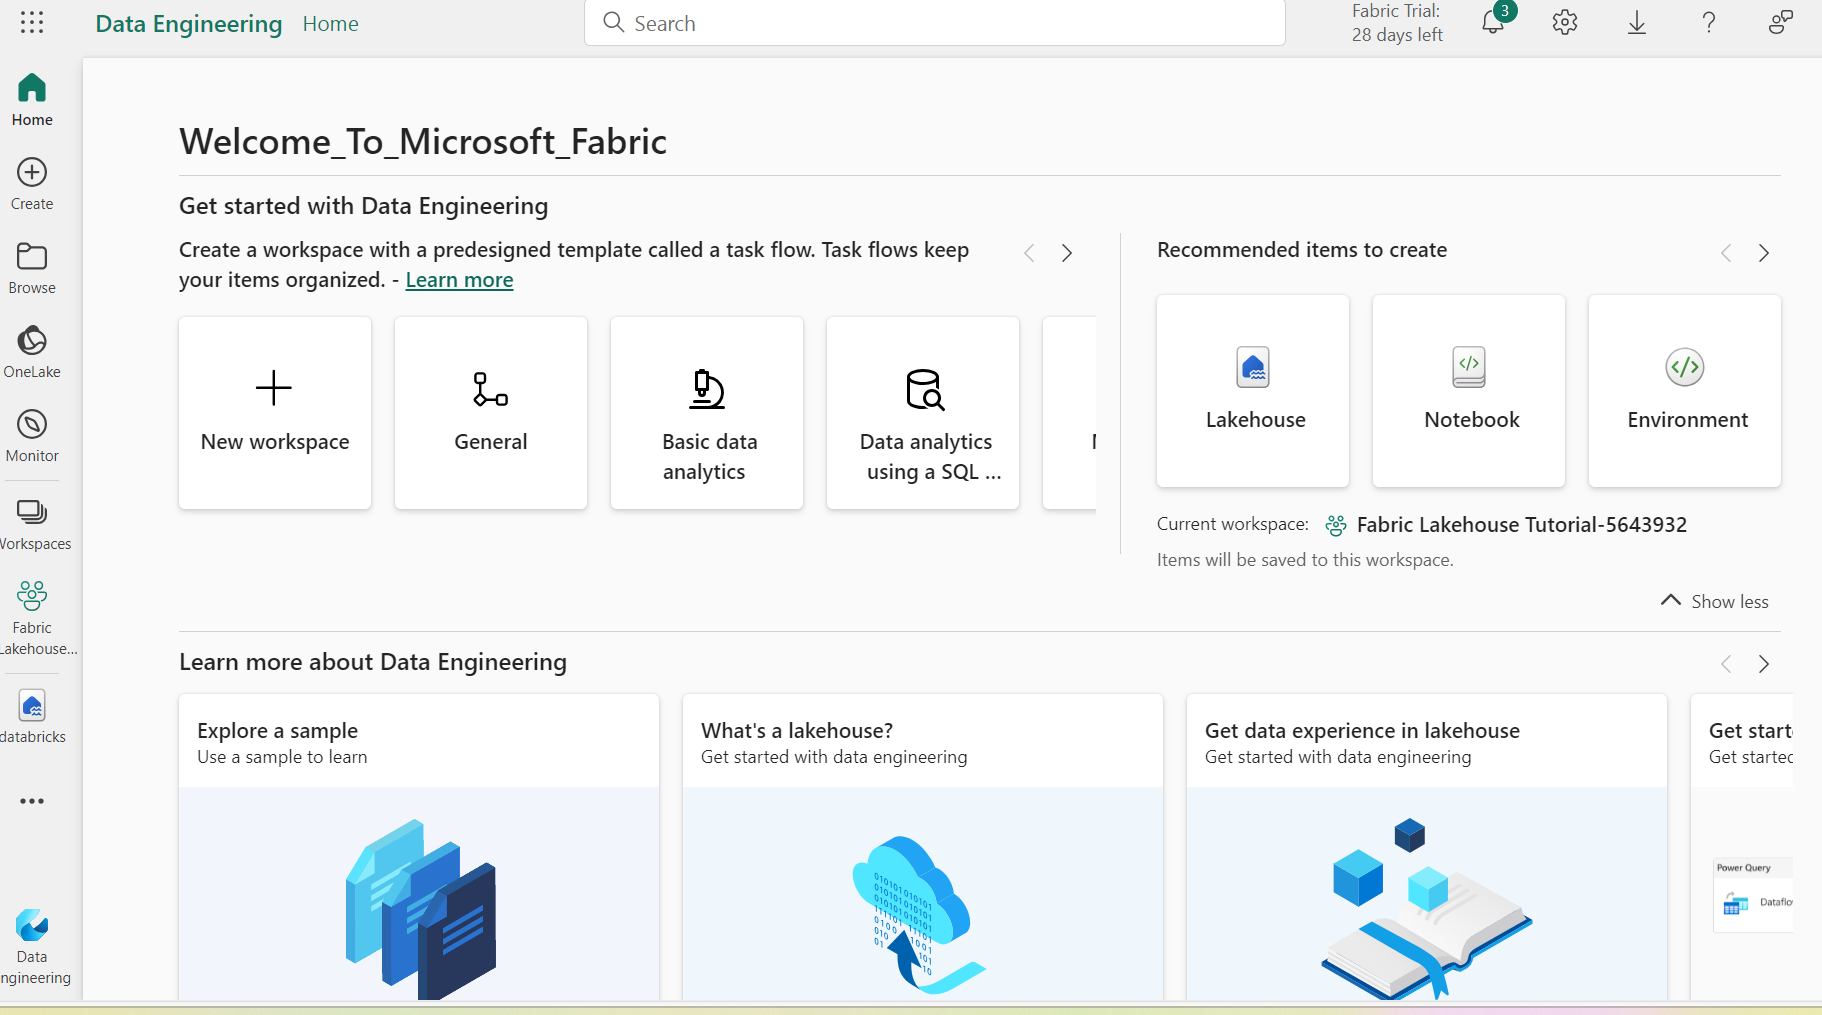 Data Engineering Home
Search
Fabric Trial:
28 days left
3
Home
Create
Browse
OneLake
Monitor
Workspaces
Fabric
Lakehouse...
databricks
Data
ngineering
Welcome_To_Microsoft_Fabric
Get started with Data Engineering
Create a workspace with a predesigned template called a task flow. Task flows keep
your items organized. - Learn more
New workspace
General
Basic data
analytics
Data analytics
using a SQL ...
Recommended items to create
Lakehouse
Notebook
Environment
Current workspace: Fabric Lakehouse Tutorial-5643932
Items will be saved to this workspace.
Show less
Learn more about Data Engineering
Explore a sample
Use a sample to learn
What's a lakehouse?
Get started with data engineering
Get data experience in lakehouse
Get started with data engineering
Get start
Get started
Power Query
Dataflo